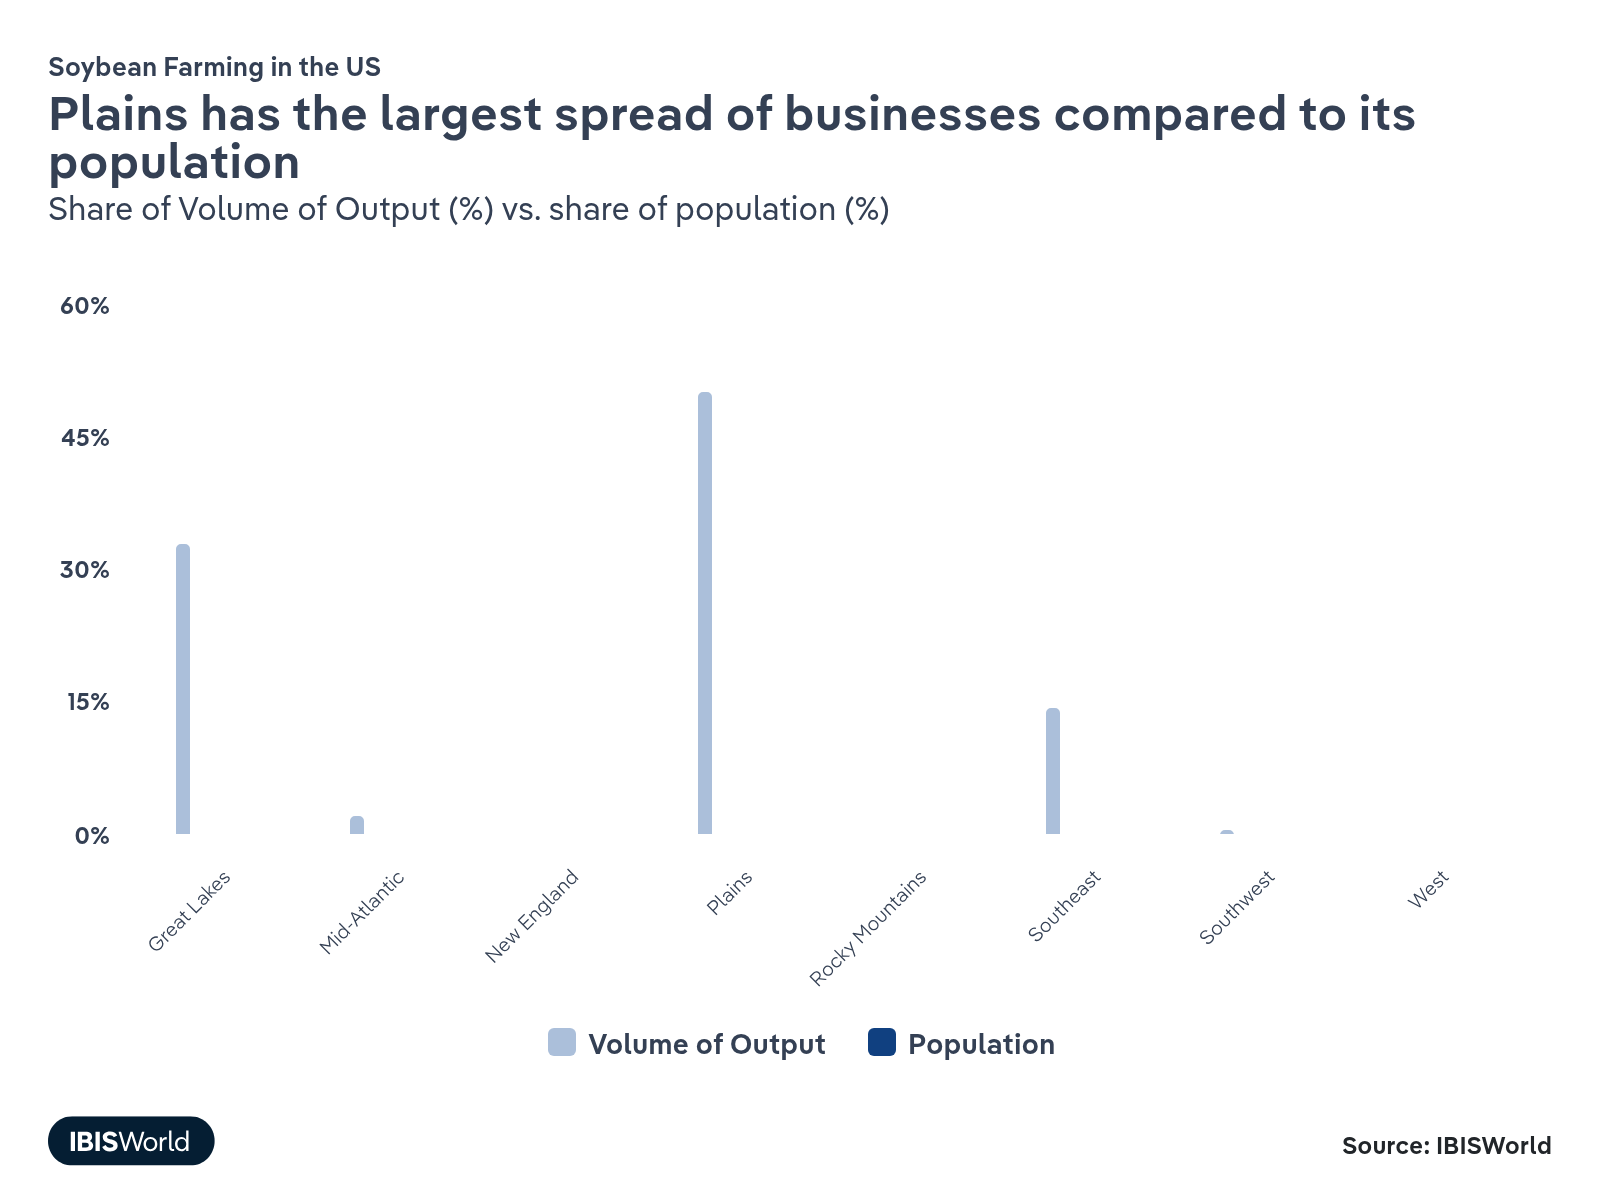 Soybean Farming in the US
Plains has the largest spread of businesses compared to its
population
Share of Volume of Output (%) vs. share of population (%)
60%
45%
30%
15%
0%
Great Lakes
Mid-Atlantic
New England
Plains
Rocky Mountains
Southeast
Southwest
West
Volume of Output
Population
IBISWorld
Source: IBISWorld